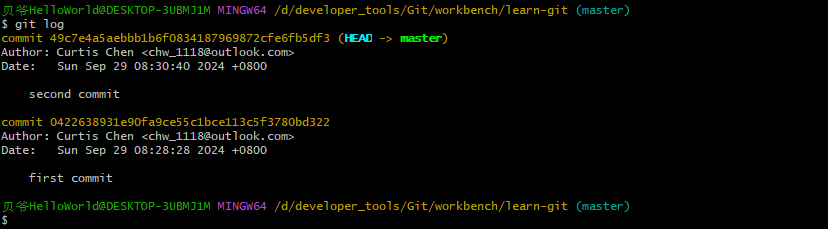 贝爷HelloWorld@DESKTOP-3UBMJ1M MINGW64 /d/developer_tools/Git/workbench/learn-git (master)
$ git log
commit 49c7e4a5aebbb1b6f0834187969872cfe6fb5df3 (HEAD -> master)
Author: Curtis Chen <chw_1118@outlook.com>
Date:   Sun Sep 29 08:30:40 2024 +0800
second commit
commit 0422638931e90fa9ce55c1bce113c5f3780bd322
Author: Curtis Chen <chw_1118@outlook.com>
Date:   Sun Sep 29 08:28:28 2024 +0800
first commit
贝爷HelloWorld@DESKTOP-3UBMJ1M MINGW64 /d/developer_tools/Git/workbench/learn-git (master)
$